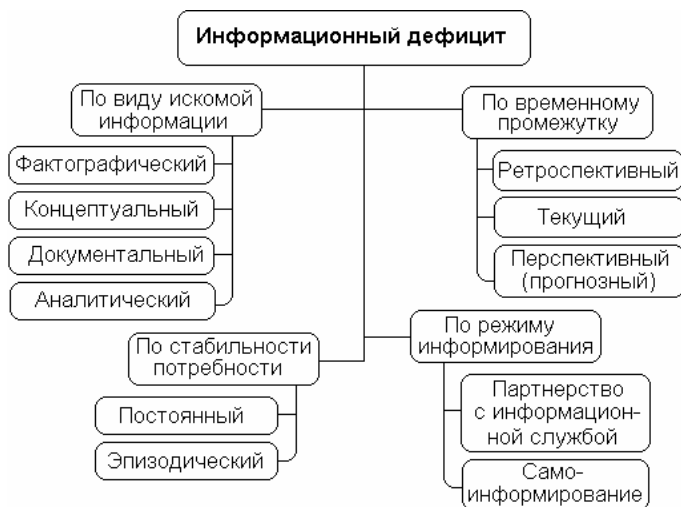 Информационный дефицит
По виду искомой
информации
Фактографический
Концептуальный
Документальный
Аналитический
По временному
промежутку
Ретроспективный
Текущий
Перспективный
(прогнозный)
По стабильности
потребности
Постоянный
Эпизодический
По режиму
информирования
Партнерство
с информацион-
ной службой
Само-
информирование